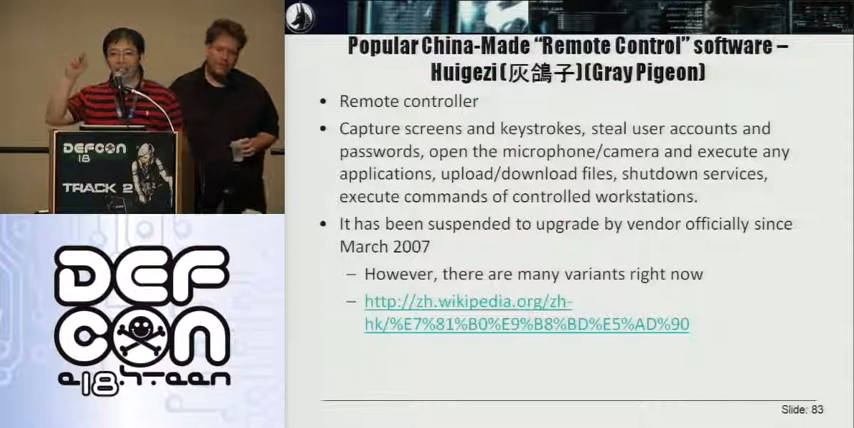 DEFCON
18
TRACK 2
DEF
CON
e18h-teen
Popular China-Made “Remote Control” software –
Huigezi (灰鴿子)(Gray Pigeon)
• Remote controller
• Capture screens and keystrokes, steal user accounts and
passwords, open the microphone/camera and execute any
applications, upload/download files, shutdown services,
execute commands of controlled workstations.
• It has been suspended to upgrade by vendor officially since
March 2007
– However, there are many variants right now
– http://zh.wikipedia.org/zh-
hk/%E7%81%B0%E9%B8%BD%E5%AD%90
Slide: 83